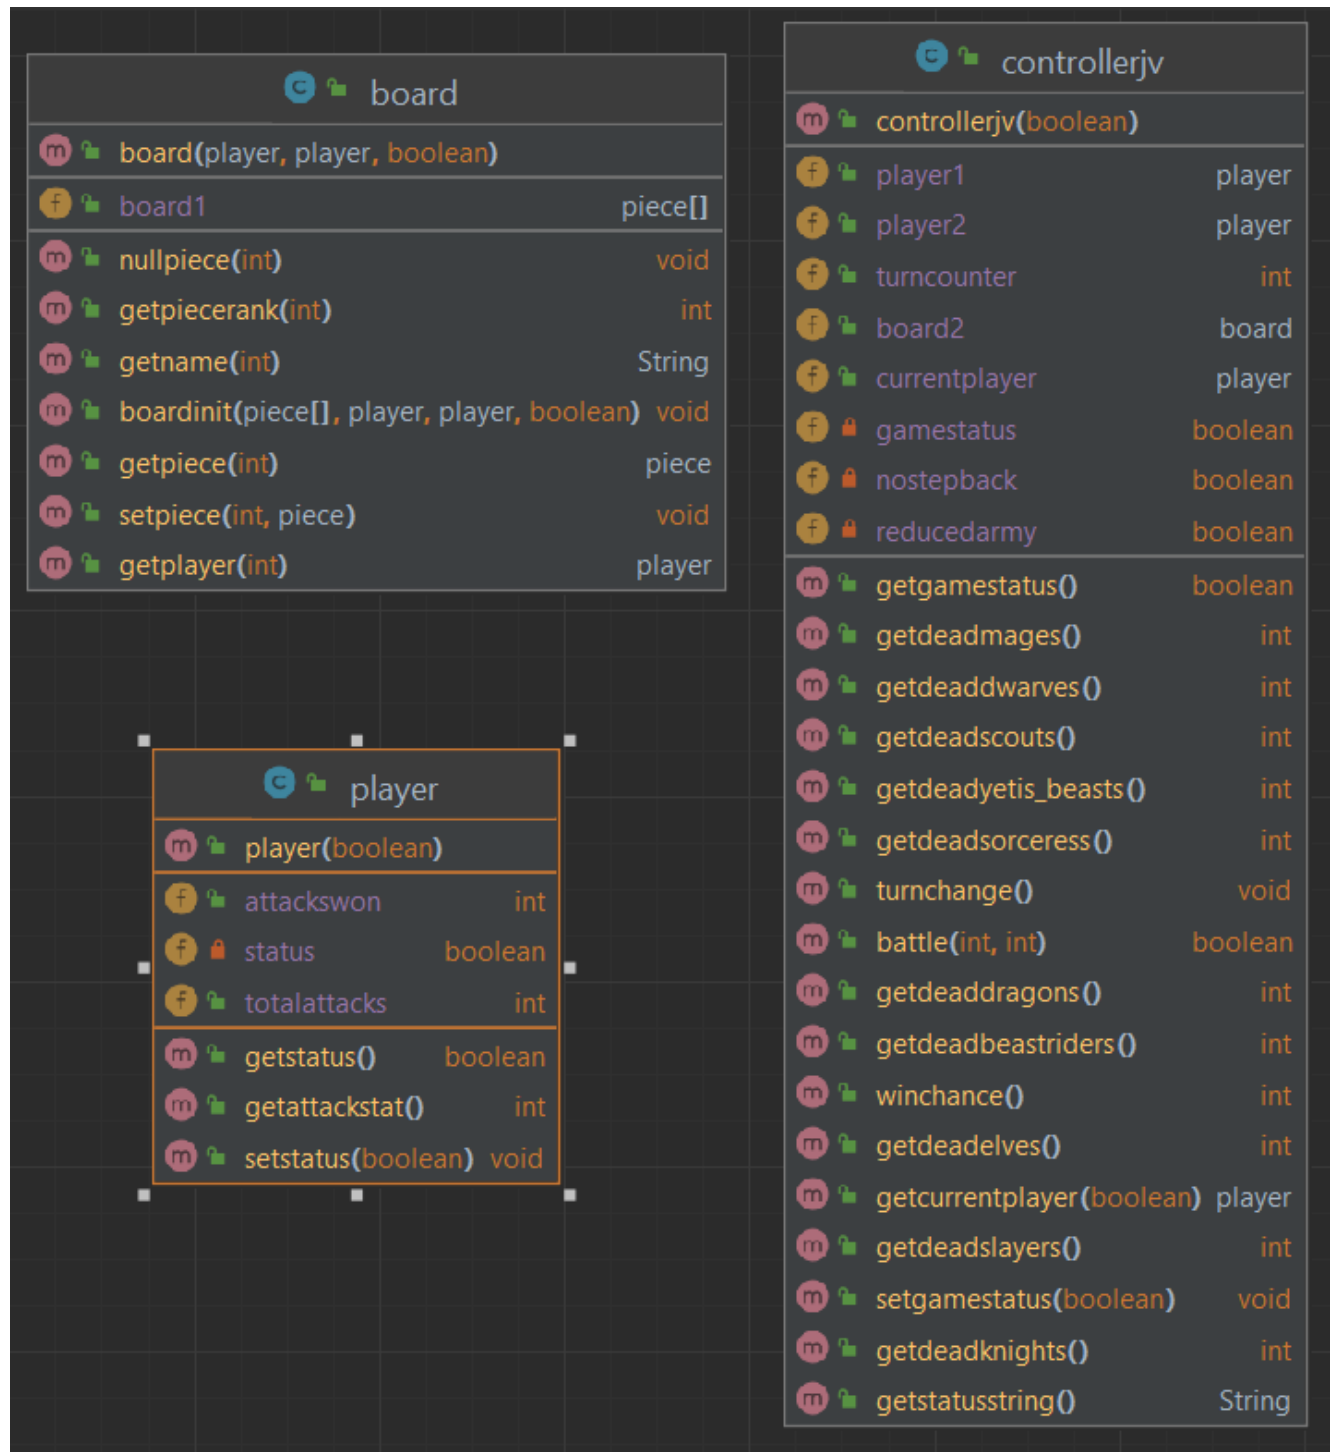 board
board(player, player, boolean)
board1 piece[]
nullpiece(int) void
getpiecerank(int) int
getname(int) String
boardinit(piece[], player, player, boolean) void
getpiece(int) piece
setpiece(int, piece) void
getplayer(int) player
player
player(boolean)
attackswon int
status boolean
totalattacks int
getstatus() boolean
getattackstat() int
setstatus(boolean) void
controllerjv
controllerjv(boolean)
player1 player
player2 player
turncounter int
board2 board
currentplayer player
gamestatus boolean
nostepback boolean
reducedarmy boolean
getgamestatus() boolean
getdeadmages() int
getdeaddwarves() int
getdeadscouts() int
getdeadyetis_beasts() int
getdeadsorceress() int
turnchange() void
battle(int, int) boolean
getdeaddragons() int
getdeadbeastriders() int
winchance() int
getdeadelves() int
getcurrentplayer(boolean) player
getdeadslayers() int
setgamestatus(boolean) void
getdeadknights() int
getstatusstring() String